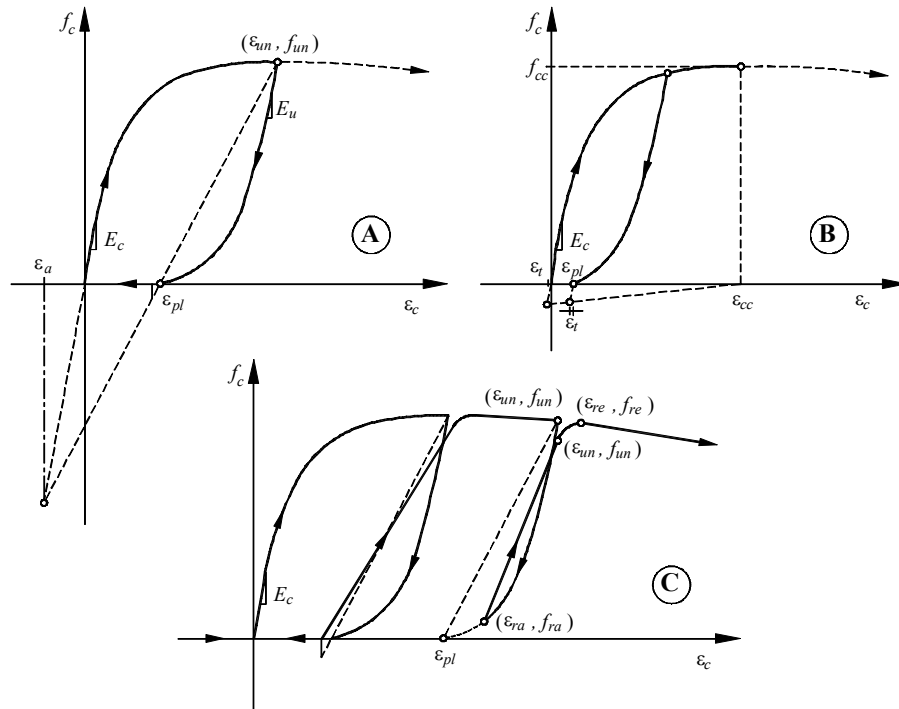 f_c
(ε_un, f_un)
E_u
E_c
A
ε_a
ε_pl
ε_c
f_c
f_cc
E_c
B
ε_t
ε_pl
ε_t
ε_cc
ε_c
f_c
(ε_un, f_un)
(ε_re, f_re)
(ε_un, f_un)
E_c
C
(ε_ra, f_ra)
ε_pl
ε_c